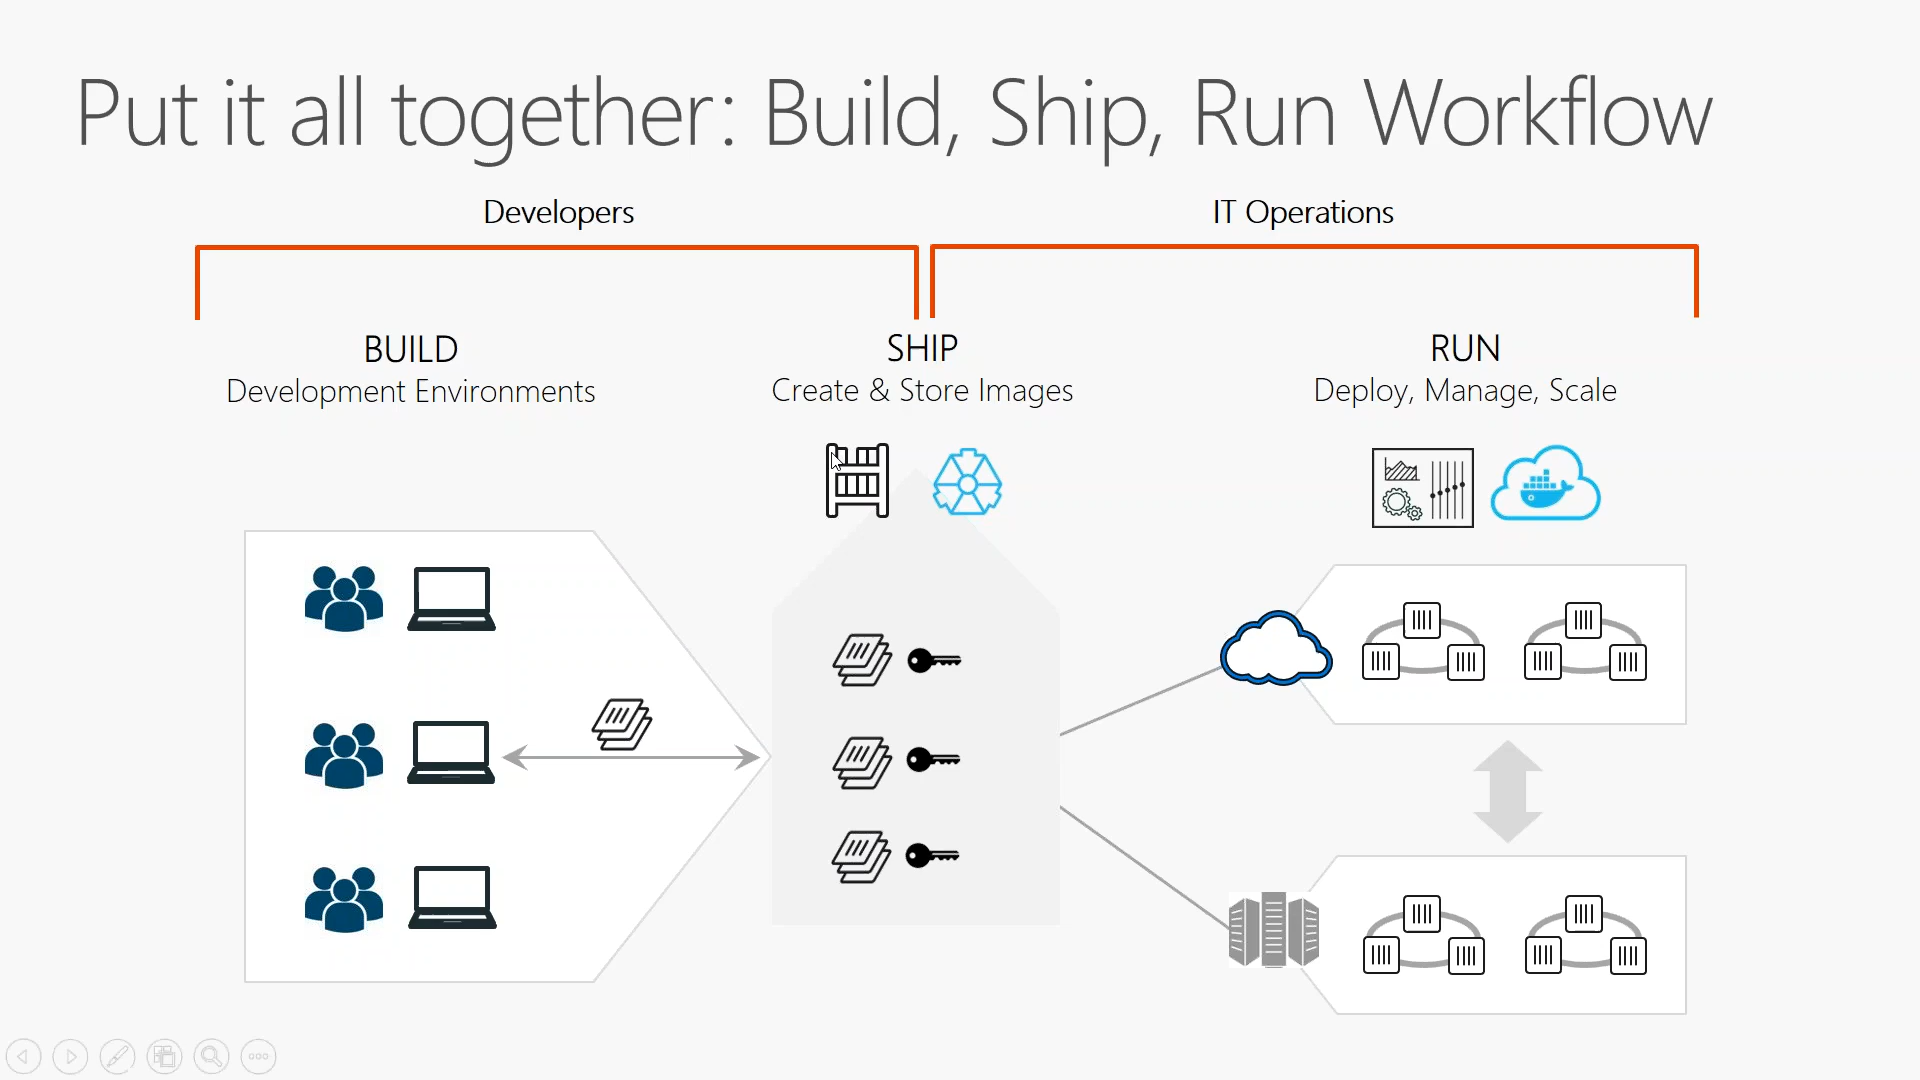 Put it all together: Build, Ship, Run Workflow
Developers
IT Operations
BUILD
Development Environments
SHIP
Create & Store Images
RUN
Deploy, Manage, Scale